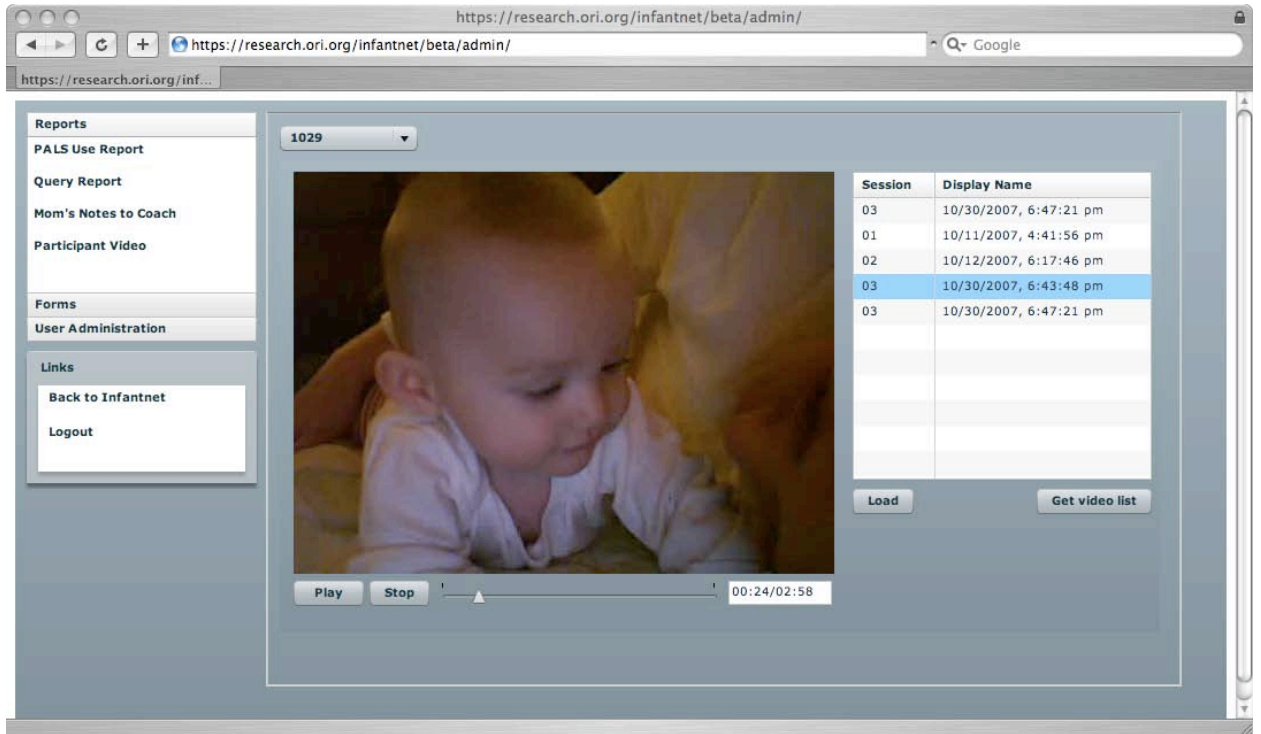 https://research.ori.org/infantnet/beta/admin/
https://research.ori.org/infantnet/beta/admin/
Google
https://research.ori.org/inf...
Reports
PALS Use Report
Query Report
Mom's Notes to Coach
Participant Video
Forms
User Administration
Links
Back to Infantnet
Logout
1029
Session Display Name
03 10/30/2007, 6:47:21 pm
01 10/11/2007, 4:41:56 pm
02 10/12/2007, 6:17:46 pm
03 10/30/2007, 6:43:48 pm
03 10/30/2007, 6:47:21 pm
Load Get video list
Play Stop 00:24/02:58